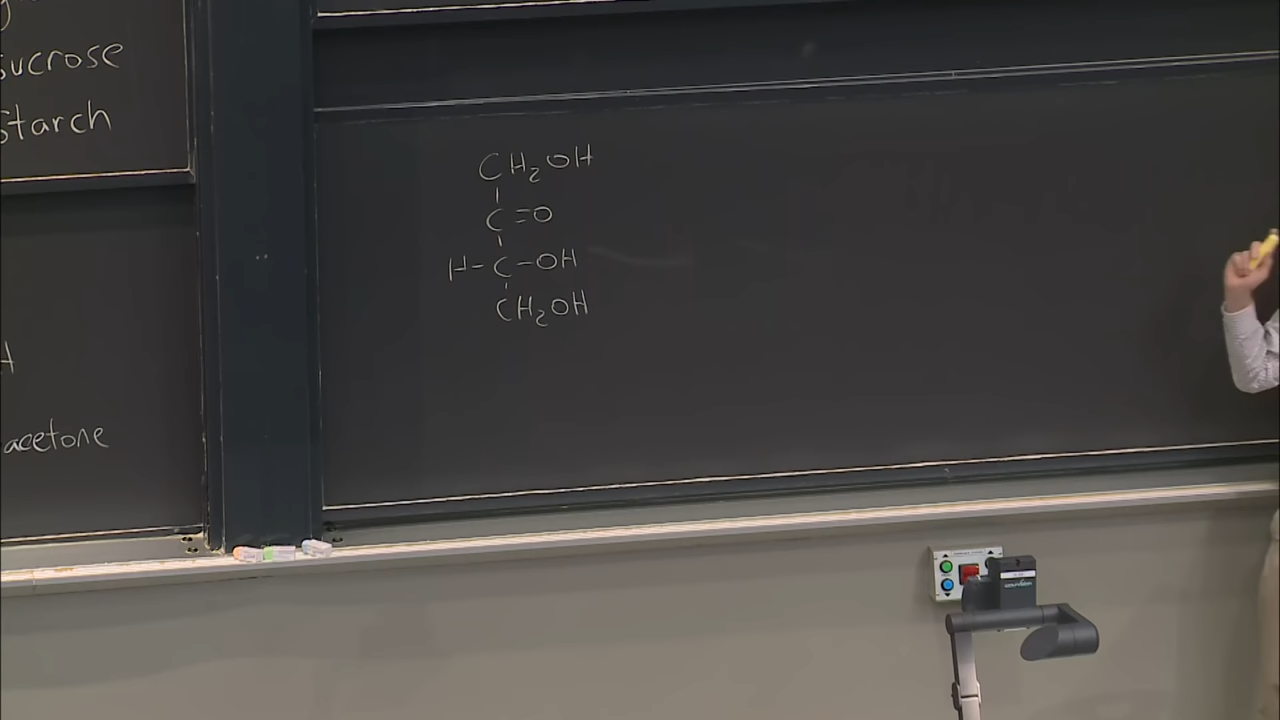 sucrose
starch
H
acetone
CH₂OH
C=O
H-C-OH
CH₂OH